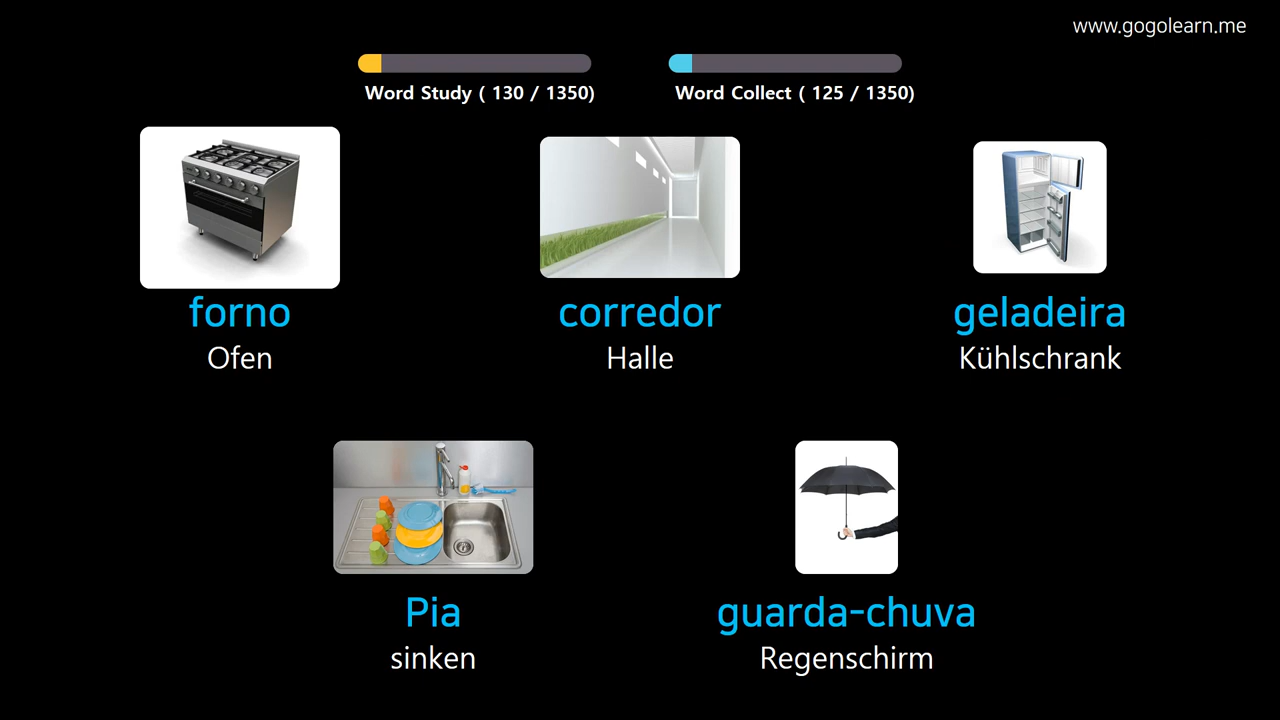 www.gogolearn.me
Word Study ( 130 / 1350)
Word Collect ( 125 / 1350)
forno
Ofen
corredor
Halle
geladeira
Kühlschrank
Pia
sinken
guarda-chuva
Regenschirm